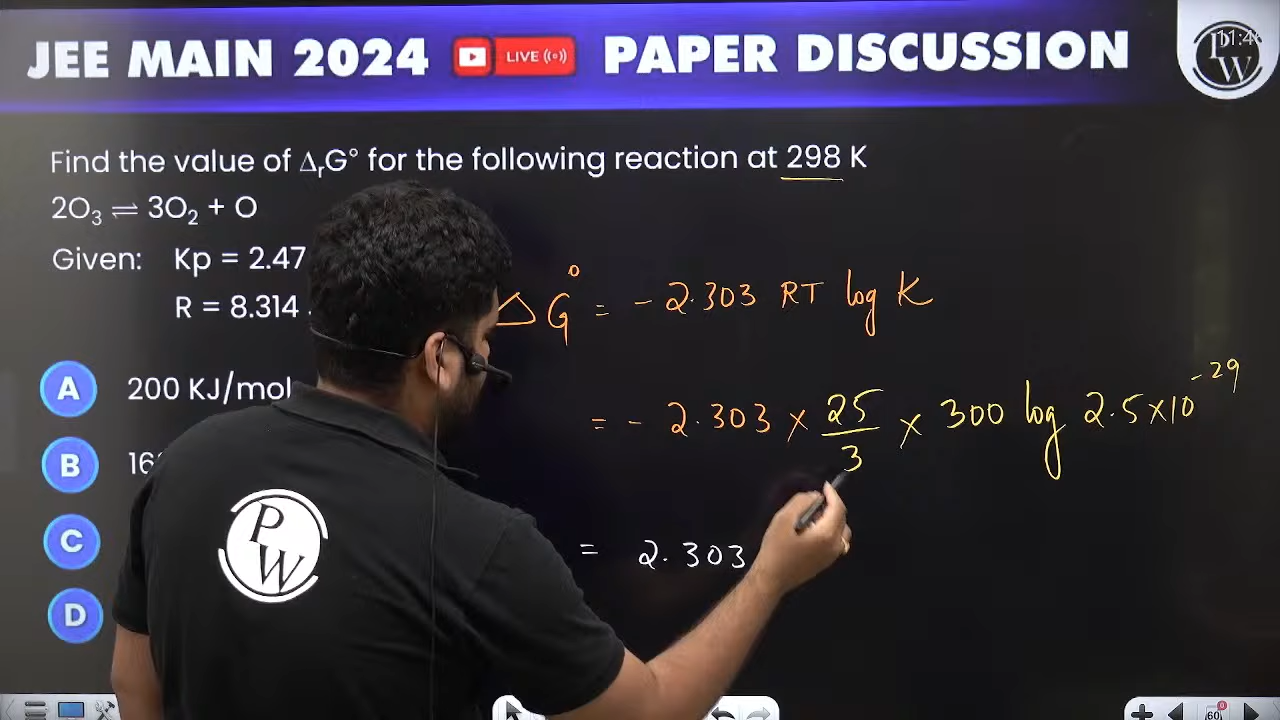 JEE MAIN 2024 LIVE PAPER DISCUSSION
Find the value of ΔᵣG° for the following reaction at 298 K
2O₃ ⇌ 3O₂ + O
Given: Kp = 2.47
R = 8.314
ΔG° = - 2.303 RT log K
A 200 KJ/mol
= - 2.303 × 25/3 × 300 log 2.5×10⁻²⁹
B
C
= 2.303
D
PW